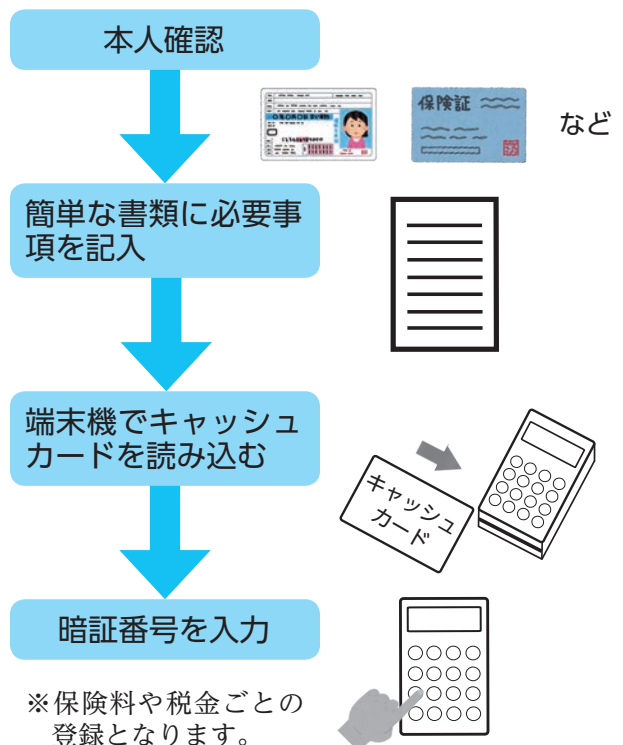 本人確認
保険証
など
簡単な書類に必要事
項を記入
端末機でキャッシュ
カードを読み込む
キャッシュ
カード
暗証番号を入力
※保険料や税金ごとの
登録となります。